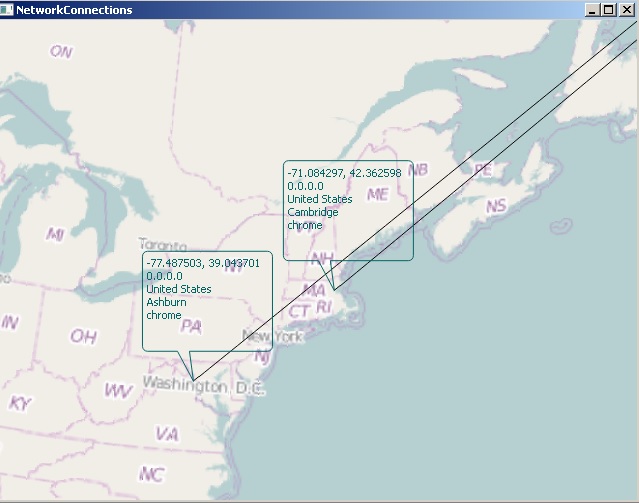 NetworkConnections
ON
-71.084297, 42.362598
0.0.0.0
United States
Cambridge
chrome
NB
PE
ME
NS
MI
Toronto
VT
NH
-77.487503, 39.043701
0.0.0.0
United States
Ashburn
chrome
NY
MA
CT RI
IN
OH
PA
New York
NJ
Washington, D.C.
WV
KY
VA
NC